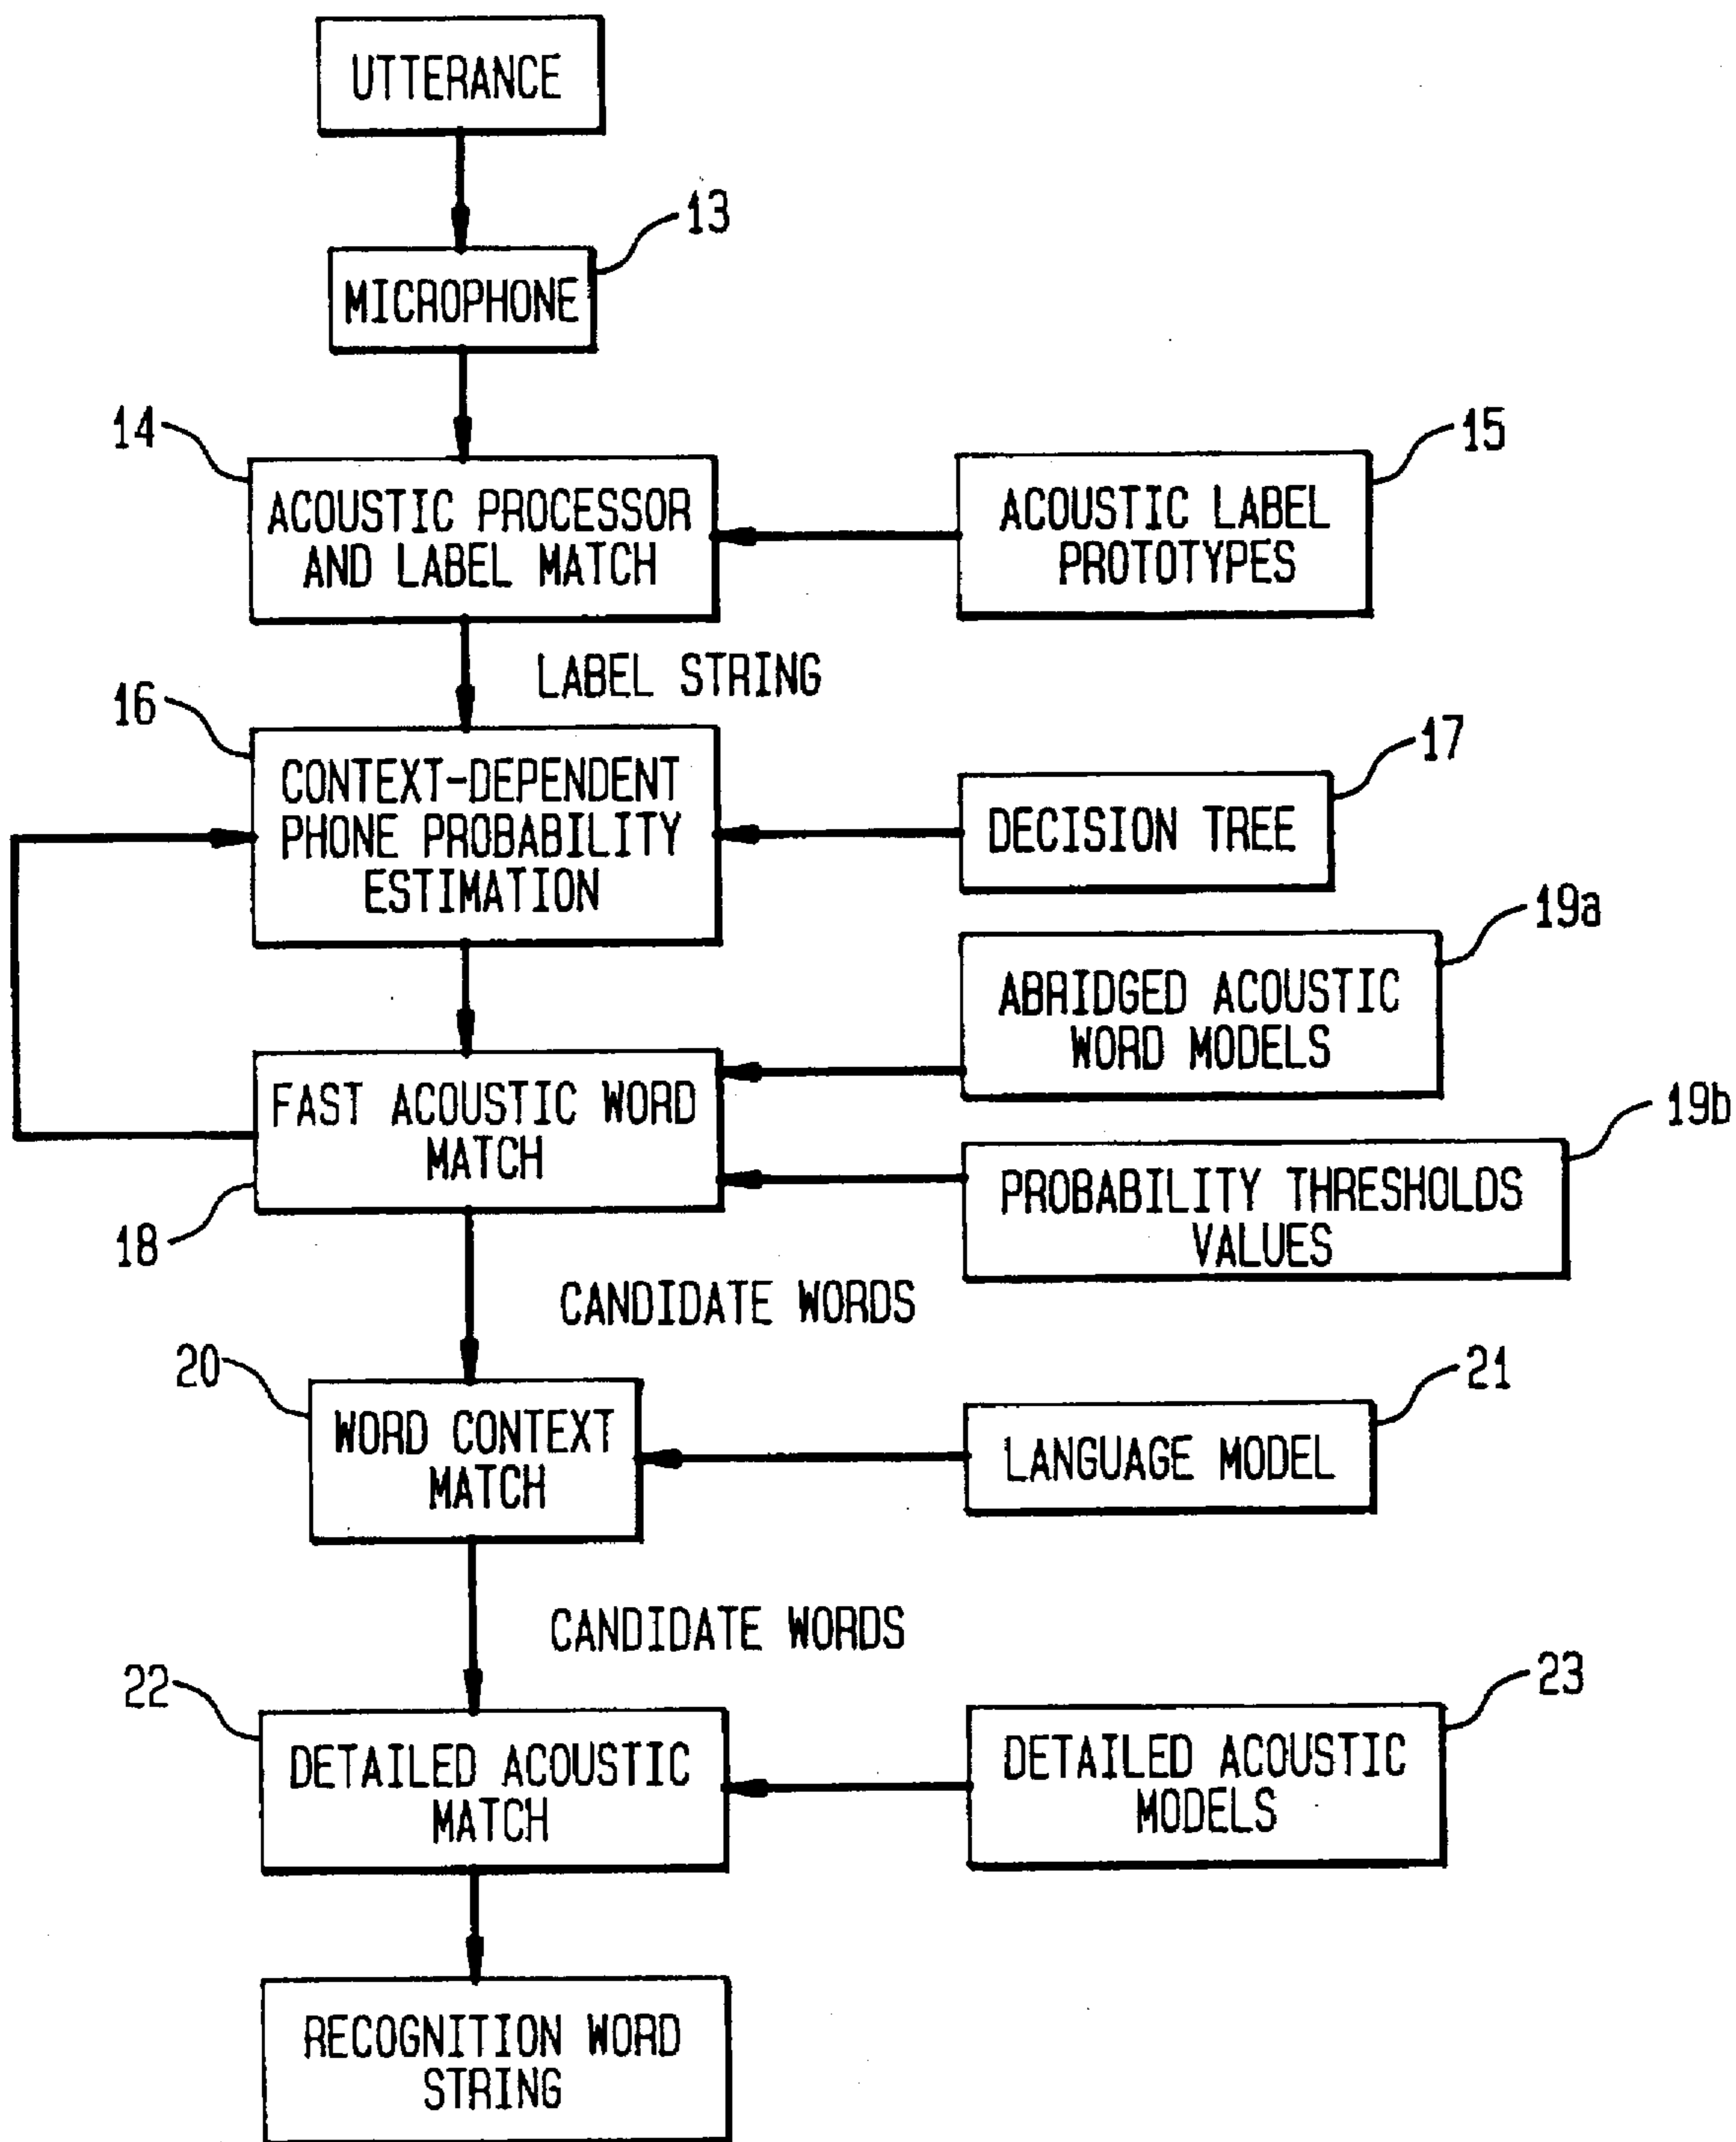 UTTERANCE
13
MICROPHONE
14
ACOUSTIC PROCESSOR
AND LABEL MATCH
15
ACOUSTIC LABEL
PROTOTYPES
LABEL STRING
16
CONTEXT-DEPENDENT
PHONE PROBABILITY
ESTIMATION
17
DECISION TREE
19a
ABRIDGED ACOUSTIC
WORD MODELS
FAST ACOUSTIC WORD
MATCH
18
19b
PROBABILITY THRESHOLDS
VALUES
CANDIDATE WORDS
20
WORD CONTEXT
MATCH
21
LANGUAGE MODEL
CANDIDATE WORDS
22
DETAILED ACOUSTIC
MATCH
23
DETAILED ACOUSTIC
MODELS
RECOGNITION WORD
STRING